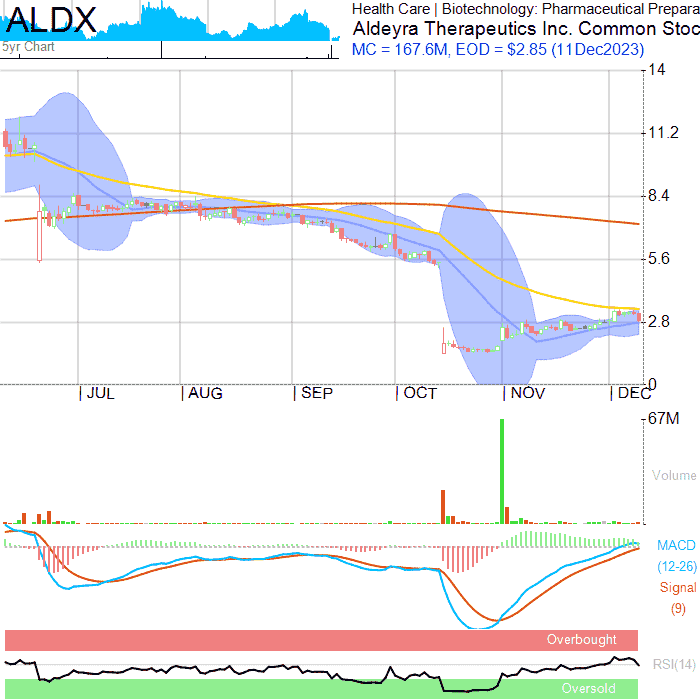 ALDX
5yr Chart
Health Care | Biotechnology: Pharmaceutical Prepara
Aldeyra Therapeutics Inc. Common Stoc
MC = 167.6M, EOD = $2.85 (11Dec2023)
14
11.2
8.4
5.6
2.8
0
JUL
AUG
SEP
OCT
NOV
DEC
67M
Volume
MACD
(12-26)
Signal
(9)
Overbought
RSI(14)
Oversold